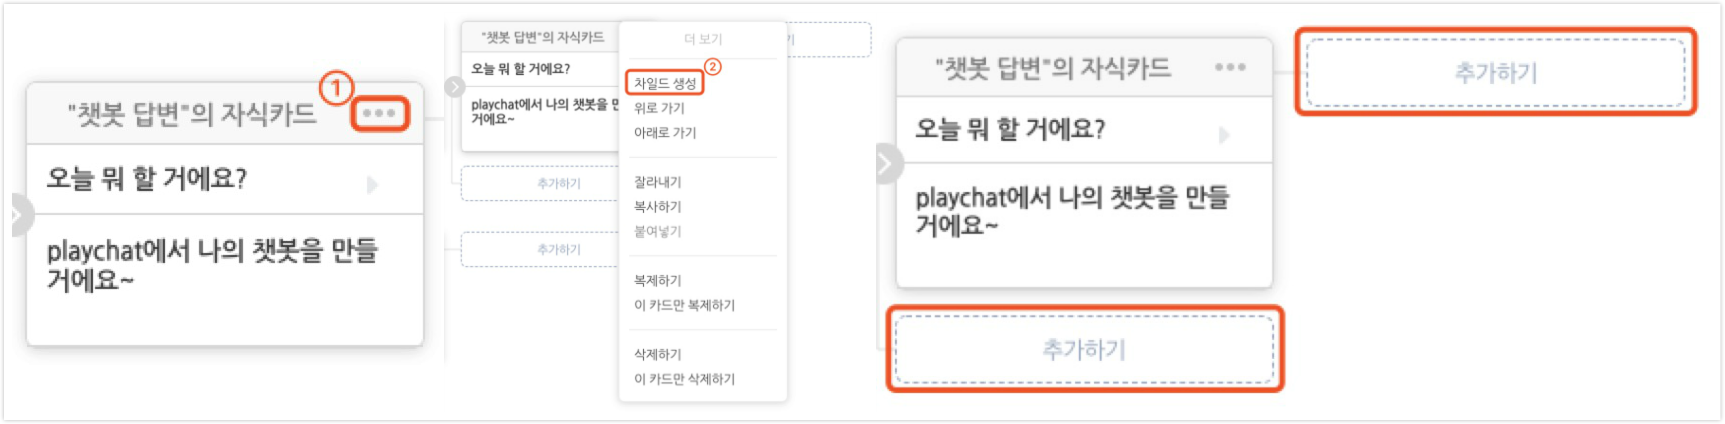 "챗봇 답변"의 자식카드
1
오늘 뭐 할 거에요?
playchat에서 나의 챗봇을 만들
거에요~
"챗봇 답변"의 자식카드
오늘 뭐 할 거에요?
playchat에서 나의 챗봇을 만
거에요~
추가하기
추가하기
더 보기
기
2
차일드 생성
위로 가기
아래로 가기
잘라내기
복사하기
붙여넣기
복제하기
이 카드만 복제하기
삭제하기
이 카드만 삭제하기
"챗봇 답변"의 자식카드
오늘 뭐 할 거에요?
playchat에서 나의 챗봇을 만들
거에요~
추가하기
추가하기